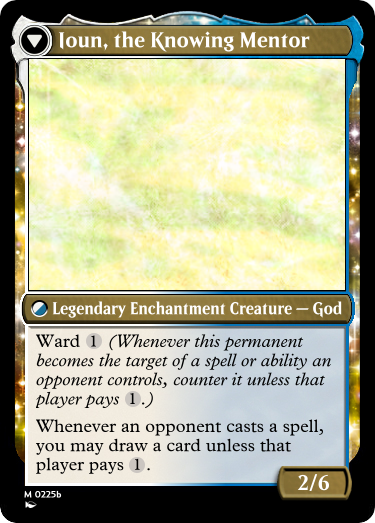 Ioun, the Knowing Mentor
Legendary Enchantment Creature — God
Ward 1 (Whenever this permanent
becomes the target of a spell or ability an
opponent controls, counter it unless that
player pays 1.)
Whenever an opponent casts a spell,
you may draw a card unless that
player pays 1.
2/6
M 0225b